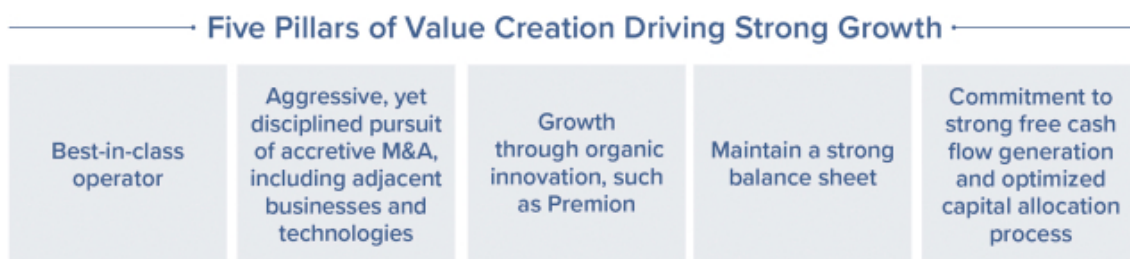 Five Pillars of Value Creation Driving Strong Growth
Best-in-class
operator
Aggressive, yet
disciplined pursuit
of accretive M&A,
including adjacent
businesses and
technologies
Growth
through organic
innovation, such
as Premion
Maintain a strong
balance sheet
Commitment to
strong free cash
flow generation
and optimized
capital allocation
process